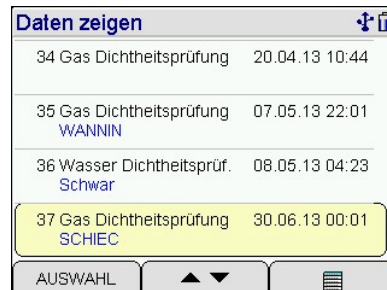 Daten zeigen
34 Gas Dichtheitsprüfung 20.04.13 10:44
35 Gas Dichtheitsprüfung 07.05.13 22:01
WANNIN
36 Wasser Dichtheitsprüf. 08.05.13 04:23
Schwar
37 Gas Dichtheitsprüfung 30.06.13 00:01
SCHIEC
AUSWAHL